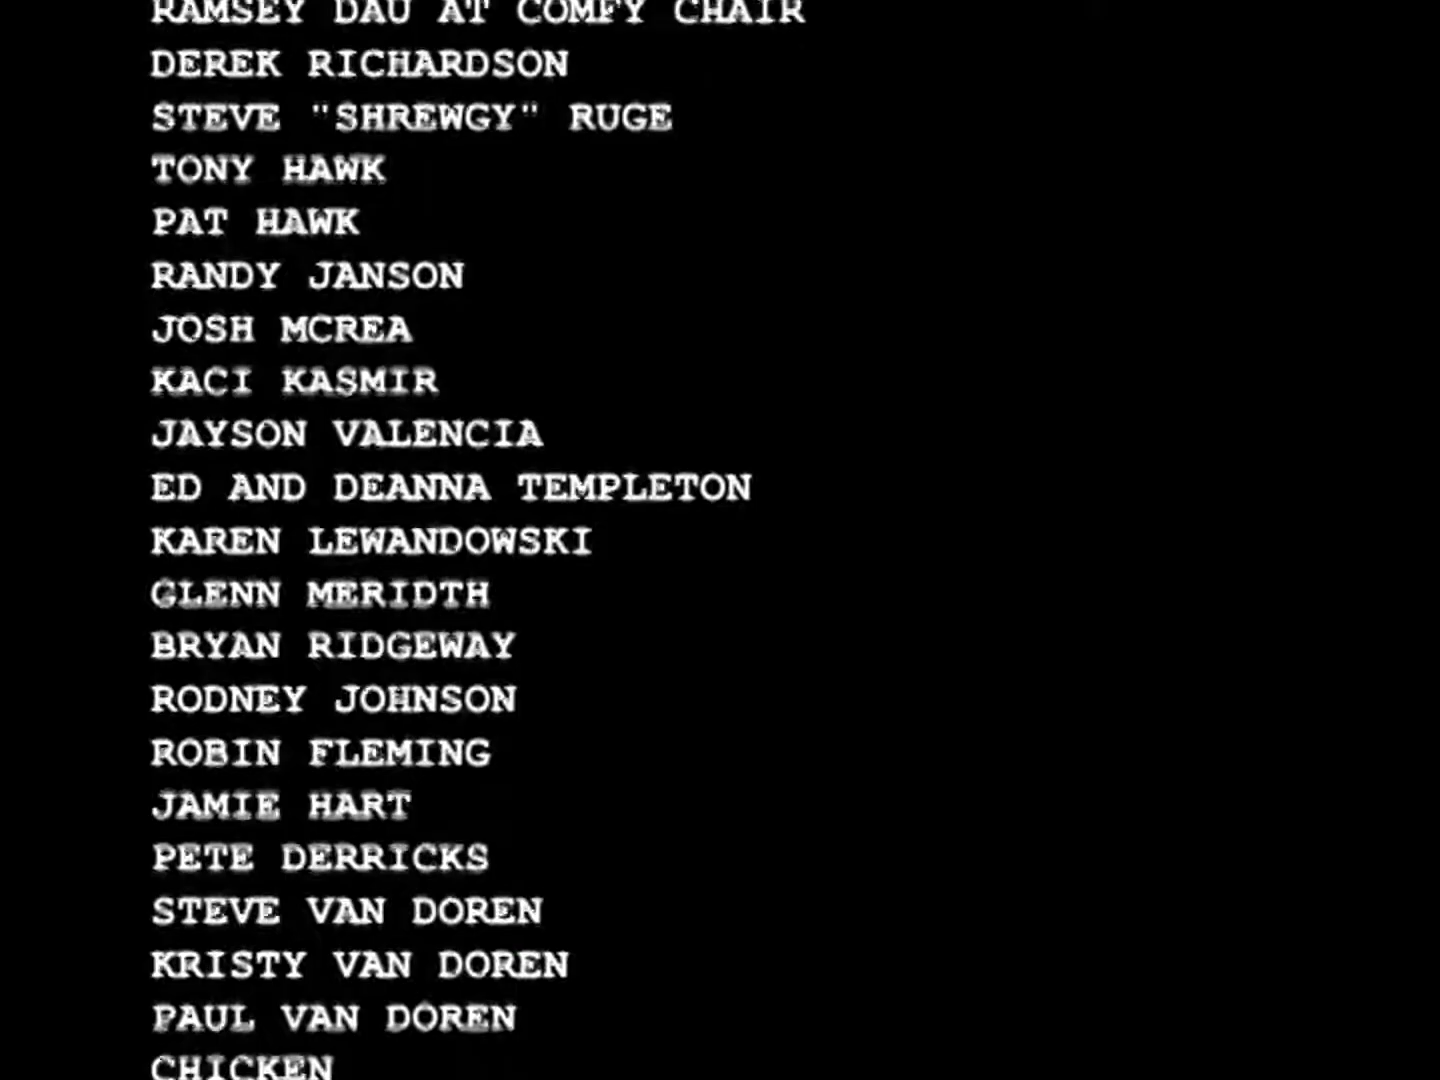 RAMSEY DAU AT COMFY CHAIR
DEREK RICHARDSON
STEVE "SHREWGY" RUGE
TONY HAWK
PAT HAWK
RANDY JANSON
JOSH MCREA
KACI KASMIR
JAYSON VALENCIA
ED AND DEANNA TEMPLETON
KAREN LEWANDOWSKI
GLENN MERIDTH
BRYAN RIDGEWAY
RODNEY JOHNSON
ROBIN FLEMING
JAMIE HART
PETE DERRICKS
STEVE VAN DOREN
KRISTY VAN DOREN
PAUL VAN DOREN
CHICKEN